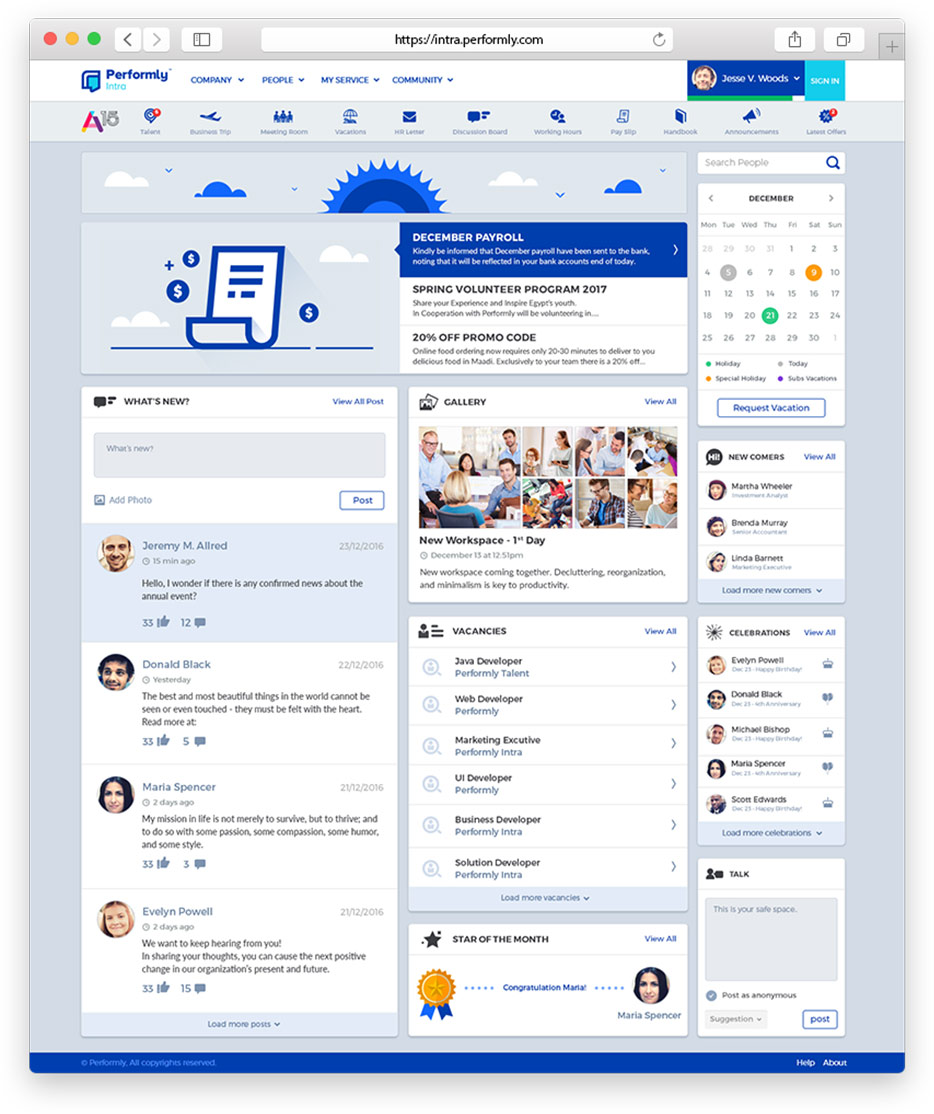 https://intra.performly.com
Performly™
Intra
COMPANY PEOPLE MY SERVICE COMMUNITY
Jesse V. Woods
SIGN IN
A15
Talent
Business Trip
Meeting Room
Vacations
HR Letter
Discussion Board
Working Hours
Pay Slip
Handbook
Announcements
Latest Offers
DECEMBER PAYROLL
Kindly be informed that December payroll have been sent to the bank,
noting that it will be reflected in your bank accounts end of today.
SPRING VOLUNTEER PROGRAM 2017
Share your Experience and Inspire Egypt's youth.
In Cooperation with Performly will be volunteering in....
20% OFF PROMO CODE
Online food ordering now requires only 20-30 minutes to deliver to you
delicious food in Maadi. Exclusively to your team there is a 20% off...
Search People
DECEMBER
Mon Tue Wed Thu Fri Sat Sun
28 29 30 31 1 2 3
4 5 6 7 8 9 10
11 12 13 14 15 16 17
18 19 20 21 22 23 24
25 26 27 28 29 30 1
Holiday Today
Special Holiday Subs Vacations
Request Vacation
WHAT'S NEW? View All Post
What's new?
Add Photo Post
Jeremy M. Allred 23/12/2016
15 min ago
Hello, I wonder if there is any confirmed news about the
annual event?
33 12
Donald Black 22/12/2016
Yesterday
The best and most beautiful things in the world cannot be
seen or even touched - they must be felt with the heart.
Read more at:
33 5
Maria Spencer 21/12/2016
2 days ago
My mission in life is not merely to survive, but to thrive; and
to do so with some passion, some compassion, some humor,
and some style.
33 3
Evelyn Powell 21/12/2016
2 days ago
We want to keep hearing from you!
In sharing your thoughts, you can cause the next positive
change in our organization's present and future.
33 15
Load more posts
GALLERY View All
New Workspace - 1st Day
December 13 at 12:51pm
New workspace coming together. Decluttering, reorganization,
and minimalism is key to productivity.
VACANCIES View All
Java Developer
Performly Talent
Web Developer
Performly
Marketing Excutive
Performly Intra
UI Developer
Performly
Business Developer
Performly Intra
Solution Developer
Performly Intra
Load more vacancies
STAR OF THE MONTH View All
Congratulation Maria!
Maria Spencer
Hi!
NEW COMERS View All
Martha Wheeler
Investment Analyst
Brenda Murray
Senior Accountant
Linda Barnett
Marketing Executive
Load more new comers
CELEBRATIONS View All
Evelyn Powell
Dec 23 - Happy Birthday!
Donald Black
Dec 23 - 4th Anniversary
Michael Bishop
Dec 23 - Happy Birthday!
Maria Spencer
Dec 23 - 4th Anniversary
Scott Edwards
Dec 23 - Happy Birthday!
Load more celebrations
TALK
This is your safe space.
Post as anonymous
Suggestion post
© Performly, All copyrights reserved.
Help About